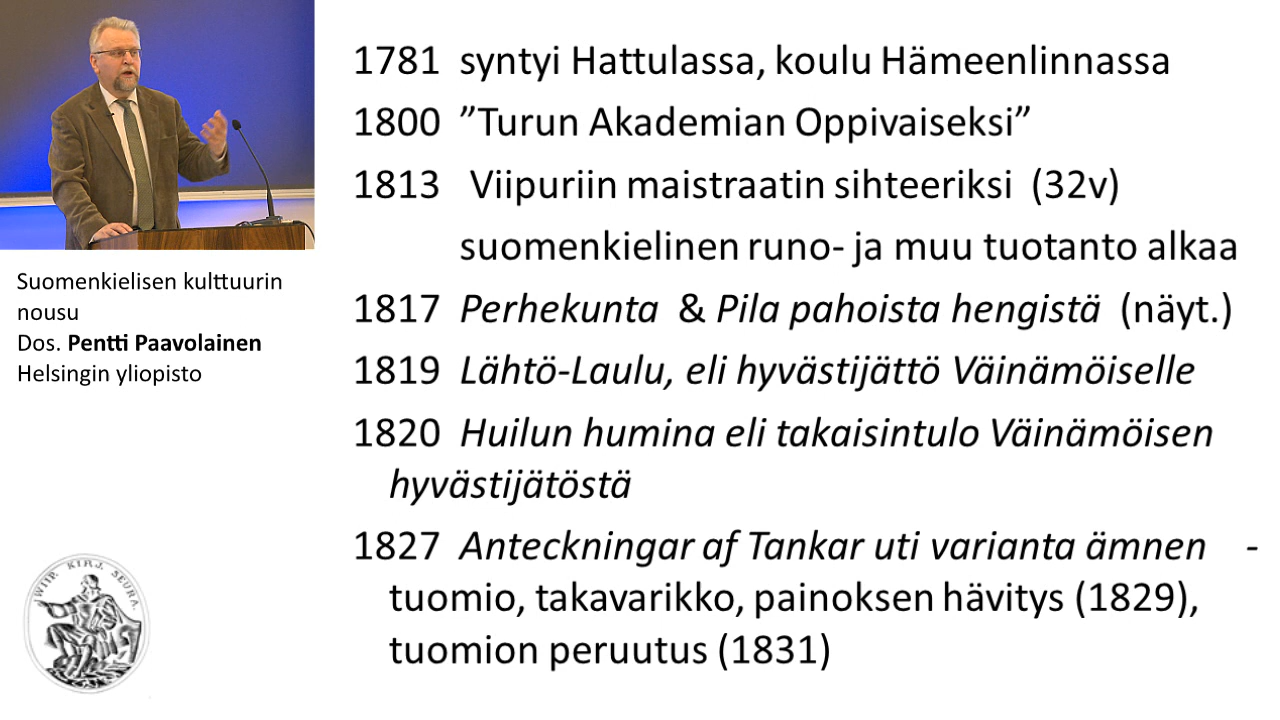 Suomenkielisen kulttuurin
nousu
Dos. Pentti Paavolainen
Helsingin yliopisto
WIIP. KIRJ. SEURA.
1781 syntyi Hattulassa, koulu Hämeenlinnassa
1800 ”Turun Akademian Oppivaiseksi”
1813 Viipuriin maistraatin sihteeriksi (32v)
suomenkielinen runo- ja muu tuotanto alkaa
1817 Perhekunta & Pila pahoista hengistä (näyt.)
1819 Lähtö-Laulu, eli hyvästijättö Väinämöiselle
1820 Huilun humina eli takaisintulo Väinämöisen
hyvästijätöstä
1827 Anteckningar af Tankar uti varianta ämnen -
tuomio, takavarikko, painoksen hävitys (1829),
tuomion peruutus (1831)